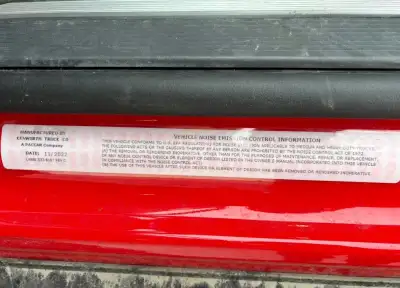 MANUFACTURED BY
KENWORTH TRUCK CO
A PACCAR Company
DATE: 11/2021
VEHICLE NOISE EMISSION CONTROL INFORMATION
THIS VEHICLE CONFORMS TO U.S. EPA REGULATIONS FOR NOISE EMISSION APPLICABLE TO MEDIUM AND HEAVY DUTY TRUCKS.
THE FOLLOWING ACTS OR THE CAUSING THEREOF BY ANY PERSON ARE PROHIBITED BY THE NOISE CONTROL ACT OF 1972.
(A) THE REMOVAL OR RENDERING INOPERATIVE, OTHER THAN FOR THE PURPOSES OF MAINTENANCE, REPAIR, OR REPLACEMENT,
OF ANY NOISE CONTROL DEVICE OR ELEMENT OF DESIGN (LISTED IN THE OWNER'S MANUAL) INCORPORATED INTO THIS
VEHICLE IN COMPLIANCE WITH THE NOISE CONTROL ACT;
(B) THE USE OF THIS VEHICLE AFTER SUCH DEVICE OR ELEMENT OF DESIGN HAS BEEN REMOVED OR RENDERED INOPERATIVE.